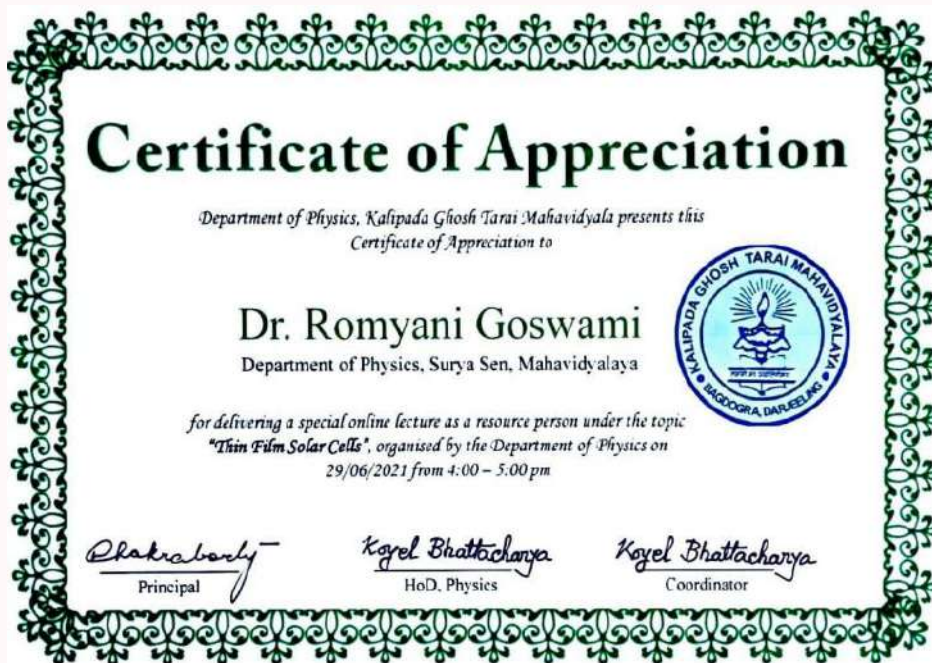 Certificate of Appreciation
Department of Physics, Kalipada Ghosh Tarai Mahavidyala presents this
Certificate of Appreciation to
Dr. Romyani Goswami
Department of Physics, Surya Sen, Mahavidyalaya
KALIPADA GHOSH TARAI MAHAVIDYALAYA
BAGDOGRA, DARJEELING
for delivering a special online lecture as a resource person under the topic
"Thin Film Solar Cells", organised by the Department of Physics on
29/06/2021 from 4:00 – 5:00 pm
Koyel Bhattacharya
Koyel Bhattacharya
Principal
HoD, Physics
Coordinator